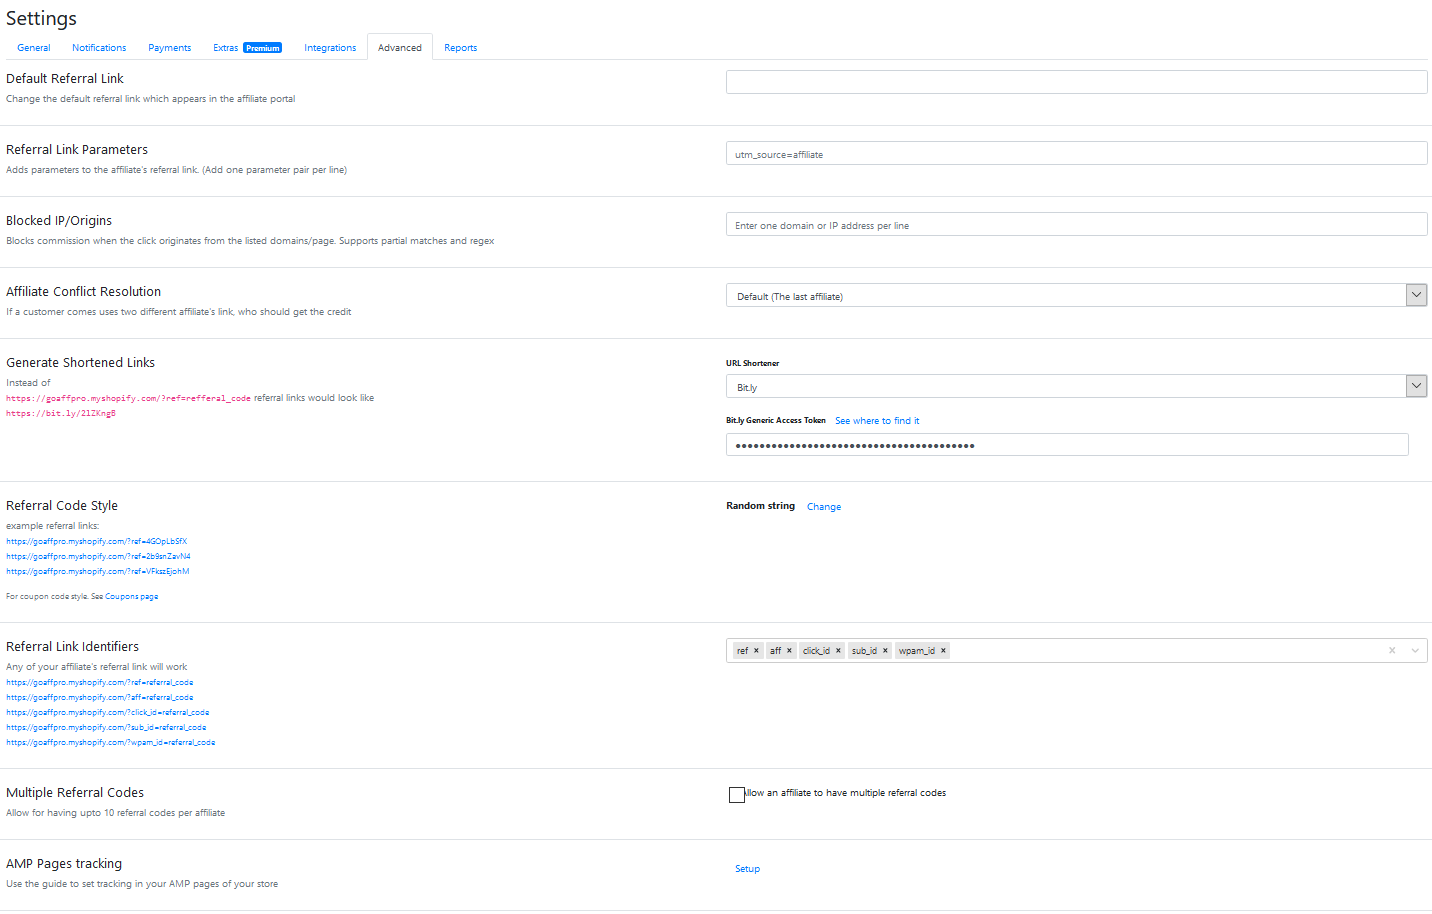 Settings
General Notifications Payments Extras Premium Integrations Advanced Reports
Default Referral Link
Change the default referral link which appears in the affiliate portal
Referral Link Parameters
Adds parameters to the affiliate's referral link. (Add one parameter pair per line)
utm_source=affiliate
Blocked IP/Origins
Blocks commission when the click originates from the listed domains/page. Supports partial matches and regex
Enter one domain or IP address per line
Affiliate Conflict Resolution
If a customer comes uses two different affiliate's link, who should get the credit
Default (The last affiliate)
Generate Shortened Links
Instead of
https://goaffpro.myshopify.com/?ref=refferal_code referral links would look like
https://bit.ly/2lZKngB
URL Shortener
Bit.ly
Bit.ly Generic Access Token See where to find it
Referral Code Style
example referral links:
https://goaffpro.myshopify.com/?ref=4GOpLbSfX
https://goaffpro.myshopify.com/?ref=2b9snZavN4
https://goaffpro.myshopify.com/?ref=VFkszEjohM
For coupon code style. See Coupons page
Random string Change
Referral Link Identifiers
Any of your affiliate's referral link will work
https://goaffpro.myshopify.com/?ref=referral_code
https://goaffpro.myshopify.com/?aff=referral_code
https://goaffpro.myshopify.com/?click_id=referral_code
https://goaffpro.myshopify.com/?sub_id=referral_code
https://goaffpro.myshopify.com/?wpam_id=referral_code
ref × aff × click_id × sub_id × wpam_id ×
Multiple Referral Codes
Allow for having upto 10 referral codes per affiliate
Allow an affiliate to have multiple referral codes
AMP Pages tracking
Use the guide to set tracking in your AMP pages of your store
Setup